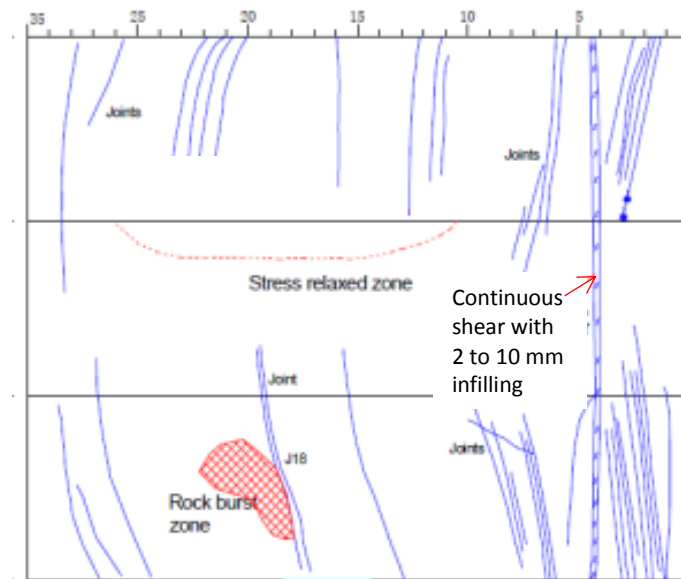 35 20 15 10 5
Joints
Joints
Stress relaxed zone
Continuous
shear with
2 to 10 mm
infilling
Joint
J18
Joints
Rock burst
zone